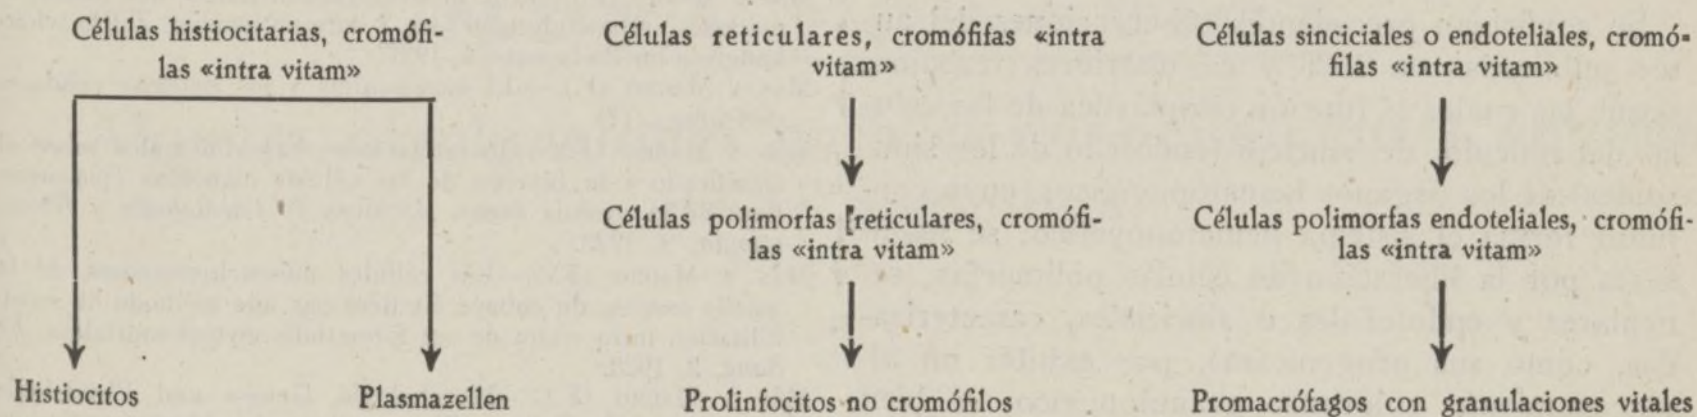 Células histiocitarias, cromófi-
las «intra vitam»
Células reticulares, cromófifas «intra
vitam»
Células sinciciales o endoteliales, cromó-
filas «intra vitam»
Células polimorfas [reticulares, cromófi-
las «intra vitam»
Células polimorfas endoteliales, cromófi-
las «intra vitam»
Histiocitos
Plasmazellen
Prolinfocitos no cromófilos
Promacrófagos con granulaciones vitales